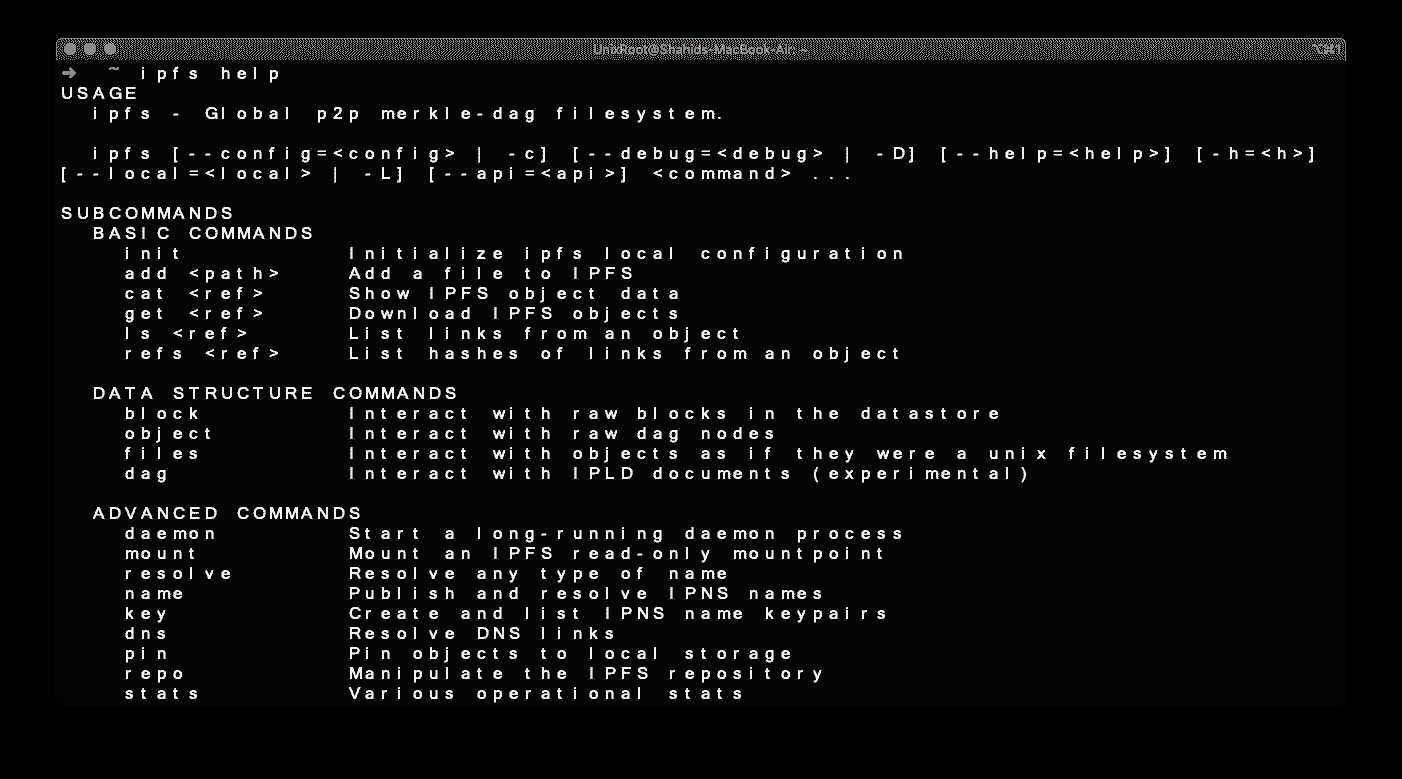 UnixRoot@Shahids-MacBook-Air: ~ ⌥⌘1
➜ ~ ipfs help
USAGE
ipfs - Global p2p merkle-dag filesystem.
ipfs [--config=<config> | -c] [--debug=<debug> | -D] [--help=<help>] [-h=<h>]
[--local=<local> | -L] [--api=<api>] <command> ...
SUBCOMMANDS
BASIC COMMANDS
init Initialize ipfs local configuration
add <path> Add a file to IPFS
cat <ref> Show IPFS object data
get <ref> Download IPFS objects
ls <ref> List links from an object
refs <ref> List hashes of links from an object
DATA STRUCTURE COMMANDS
block Interact with raw blocks in the datastore
object Interact with raw dag nodes
files Interact with objects as if they were a unix filesystem
dag Interact with IPLD documents (experimental)
ADVANCED COMMANDS
daemon Start a long-running daemon process
mount Mount an IPFS read-only mountpoint
resolve Resolve any type of name
name Publish and resolve IPNS names
key Create and list IPNS name keypairs
dns Resolve DNS links
pin Pin objects to local storage
repo Manipulate the IPFS repository
stats Various operational stats